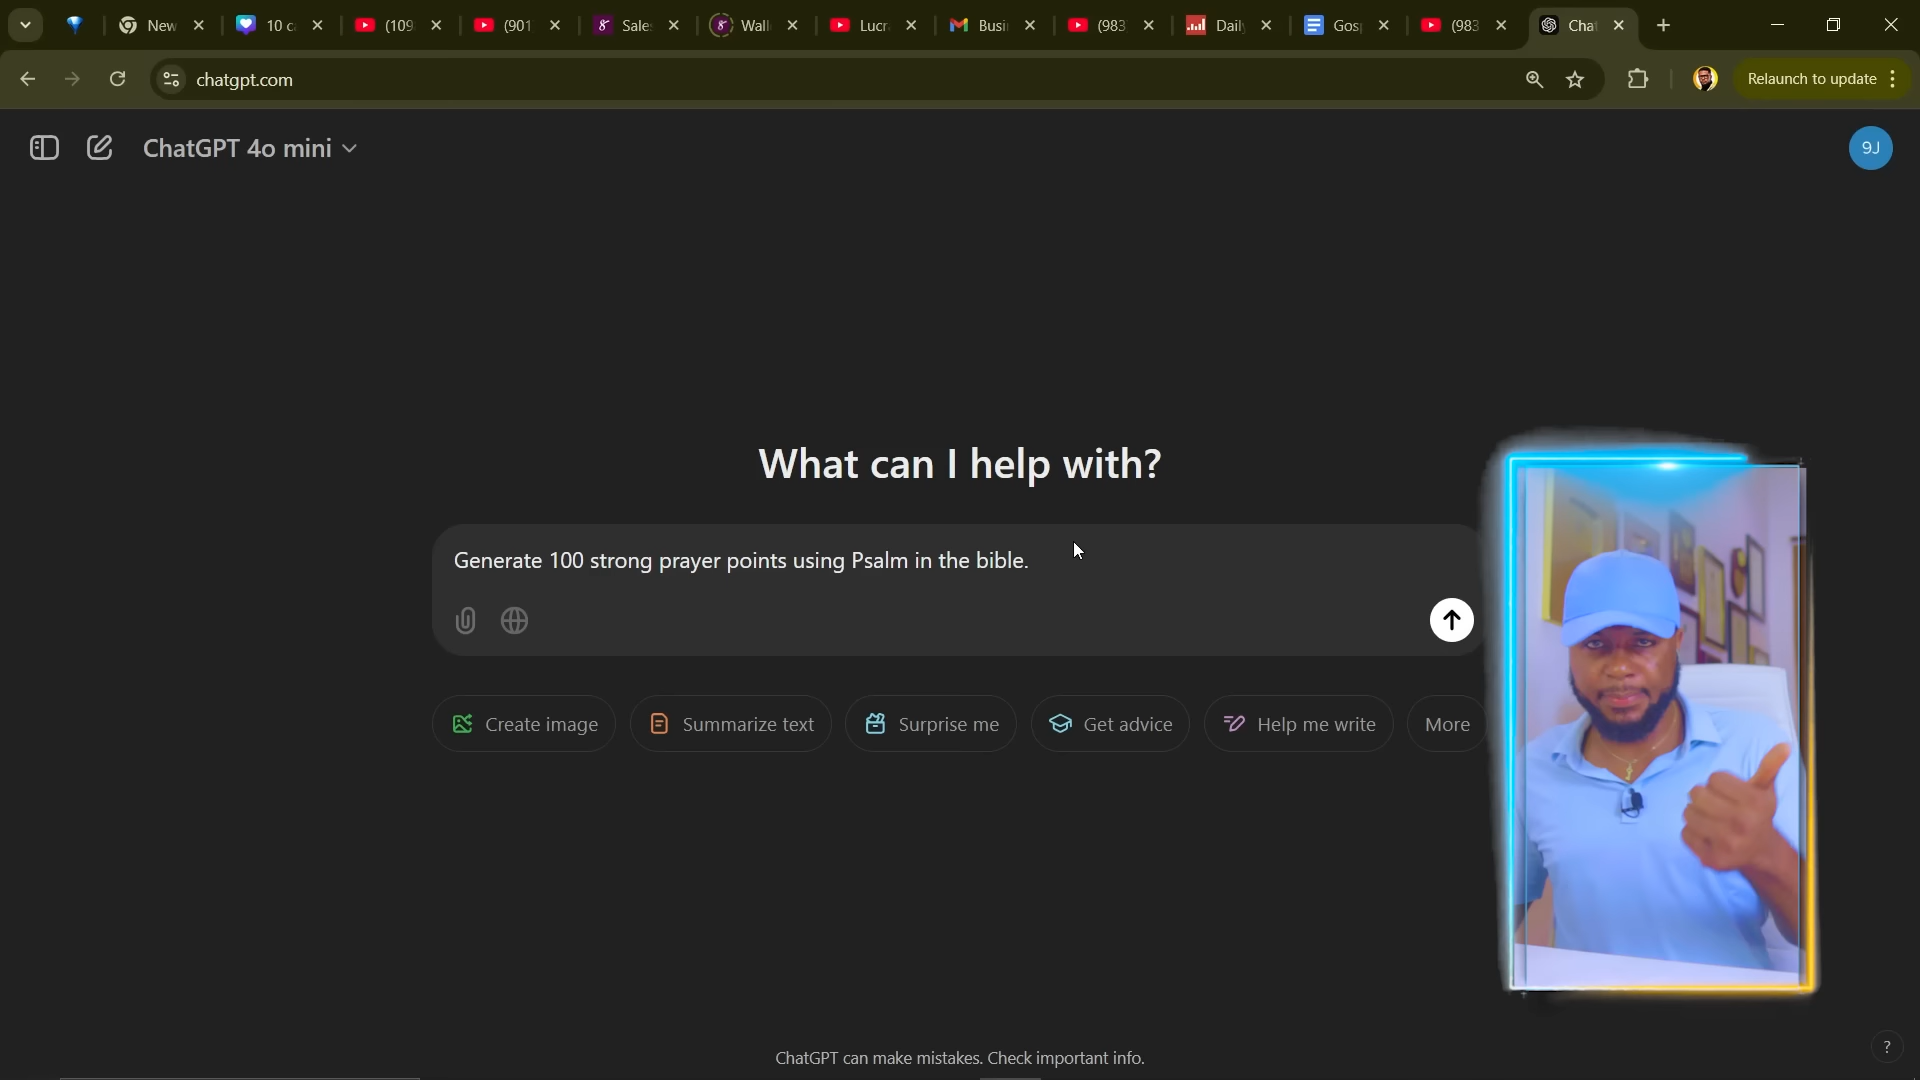 New
10 c
(109
(901
Sale
Wall
Lucr
Busi
(983
Dail
Gosp
(983
Chat
chatgpt.com
Relaunch to update
ChatGPT 4o mini
9J
What can I help with?
Generate 100 strong prayer points using Psalm in the bible.
Create image
Summarize text
Surprise me
Get advice
Help me write
More
ChatGPT can make mistakes. Check important info.
?